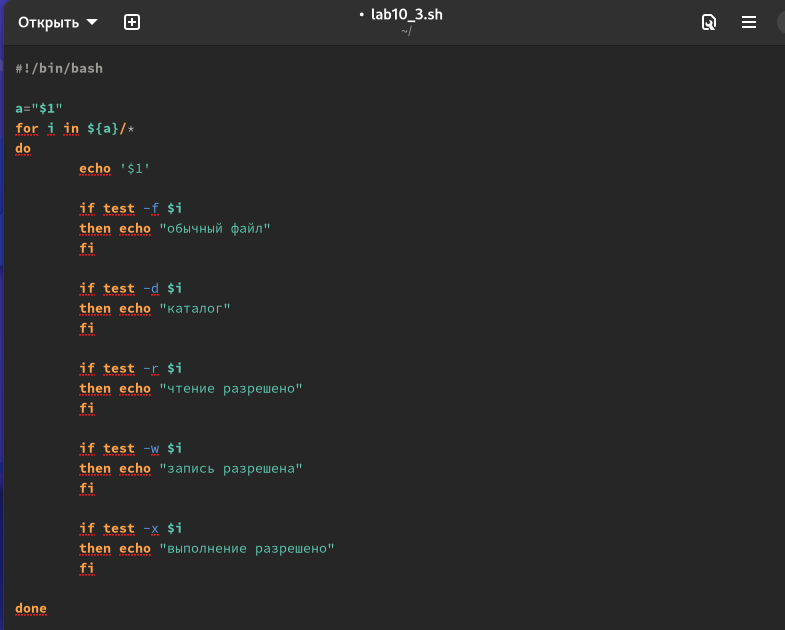 Открыть
• lab10_3.sh
~/
#!/bin/bash
a="$1"
for i in ${a}/*
do
echo '$1'
if test -f $i
then echo "обычный файл"
fi
if test -d $i
then echo "каталог"
fi
if test -r $i
then echo "чтение разрешено"
fi
if test -w $i
then echo "запись разрешена"
fi
if test -x $i
then echo "выполнение разрешено"
fi
done